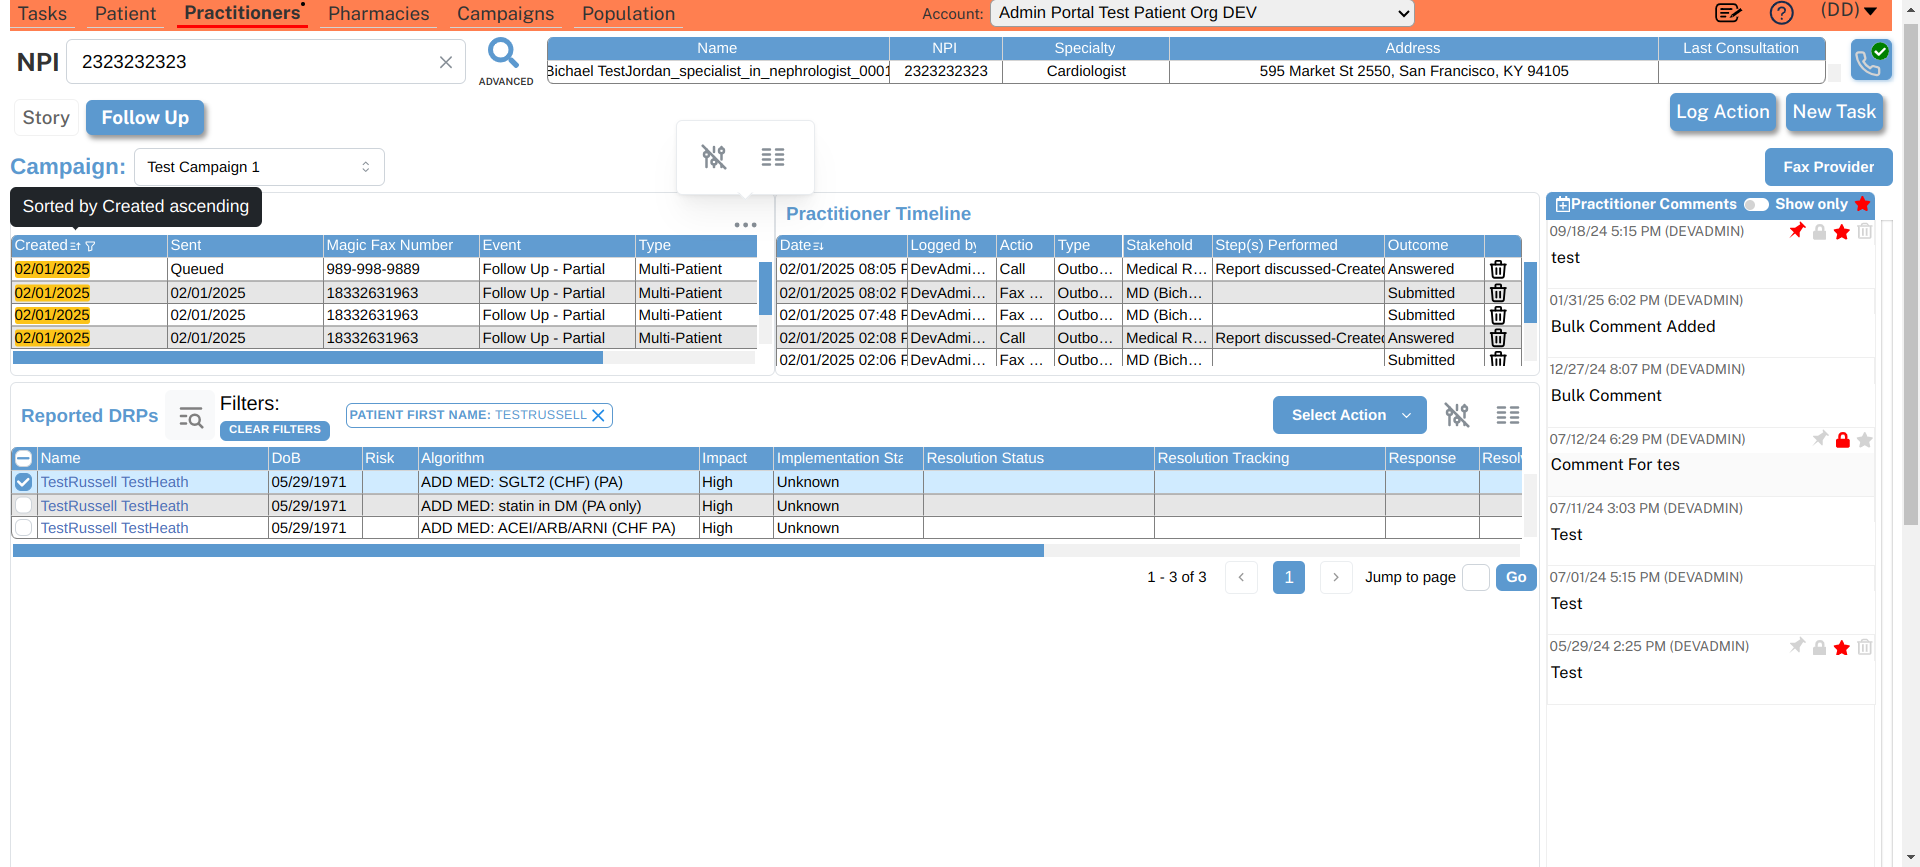 Tasks Patient Practitioners Pharmacies Campaigns Population Account: Admin Portal Test Patient Org DEV (DD)
NPI 2323232323 ADVANCED
Name NPI Specialty Address Last Consultation
Bichael TestJordan_specialist_in_nephrologist_0001 2323232323 Cardiologist 595 Market St 2550, San Francisco, KY 94105
Story Follow Up Log Action New Task
Campaign: Test Campaign 1 Fax Provider
Sorted by Created ascending
Created Sent Magic Fax Number Event Type
02/01/2025 Queued 989-998-9889 Follow Up - Partial Multi-Patient
02/01/2025 02/01/2025 18332631963 Follow Up - Partial Multi-Patient
02/01/2025 02/01/2025 18332631963 Follow Up - Partial Multi-Patient
02/01/2025 02/01/2025 18332631963 Follow Up - Partial Multi-Patient
Practitioner Timeline
Date Logged by Actio Type Stakehold Step(s) Performed Outcome
02/01/2025 08:05 P DevAdmi... Call Outbo... Medical R... Report discussed-Created Answered
02/01/2025 08:02 P DevAdmi... Fax ... Outbo... MD (Bich... Submitted
02/01/2025 07:48 P DevAdmi... Fax ... Outbo... MD (Bich... Submitted
02/01/2025 02:08 P DevAdmi... Call Outbo... Medical R... Report discussed-Created Answered
02/01/2025 02:06 P DevAdmi... Fax ... Outbo... MD (Bich... Submitted
Practitioner Comments Show only
09/18/24 5:15 PM (DEVADMIN)
test
01/31/25 6:02 PM (DEVADMIN)
Bulk Comment Added
12/27/24 8:07 PM (DEVADMIN)
Bulk Comment
07/12/24 6:29 PM (DEVADMIN)
Comment For tes
07/11/24 3:03 PM (DEVADMIN)
Test
07/01/24 5:15 PM (DEVADMIN)
Test
05/29/24 2:25 PM (DEVADMIN)
Test
Reported DRPs Filters: CLEAR FILTERS PATIENT FIRST NAME: TESTRUSSELL Select Action
Name DoB Risk Algorithm Impact Implementation Sta Resolution Status Resolution Tracking Response Resol
TestRussell TestHeath 05/29/1971 ADD MED: SGLT2 (CHF) (PA) High Unknown
TestRussell TestHeath 05/29/1971 ADD MED: statin in DM (PA only) High Unknown
TestRussell TestHeath 05/29/1971 ADD MED: ACEI/ARB/ARNI (CHF PA) High Unknown
1 - 3 of 3 1 Jump to page Go